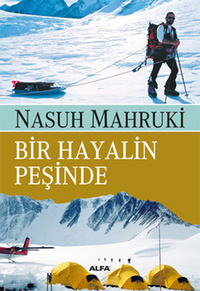 NASUH MAHRUKİ
BİR HAYALİN
PEŞİNDE
ALFA